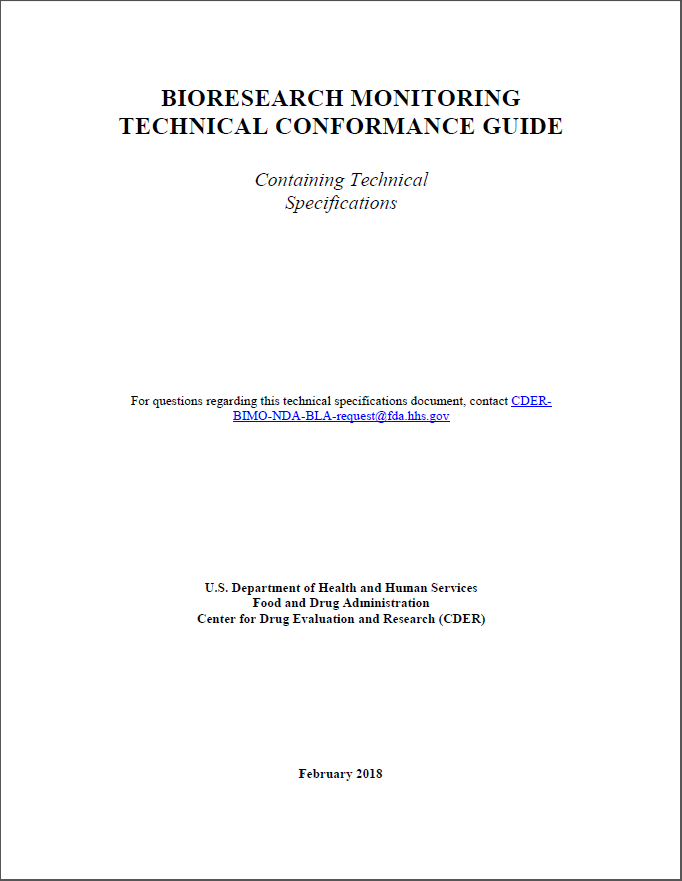 BIORESEARCH MONITORING
TECHNICAL CONFORMANCE GUIDE
Containing Technical
Specifications
For questions regarding this technical specifications document, contact CDER-
BIMO-NDA-BLA-request@fda.hhs.gov
U.S. Department of Health and Human Services
Food and Drug Administration
Center for Drug Evaluation and Research (CDER)
February 2018